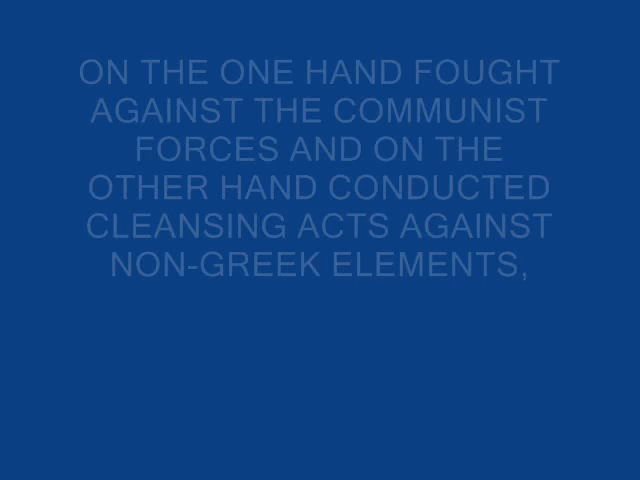 ON THE ONE HAND FOUGHT
AGAINST THE COMMUNIST
FORCES AND ON THE
OTHER HAND CONDUCTED
CLEANSING ACTS AGAINST
NON-GREEK ELEMENTS,